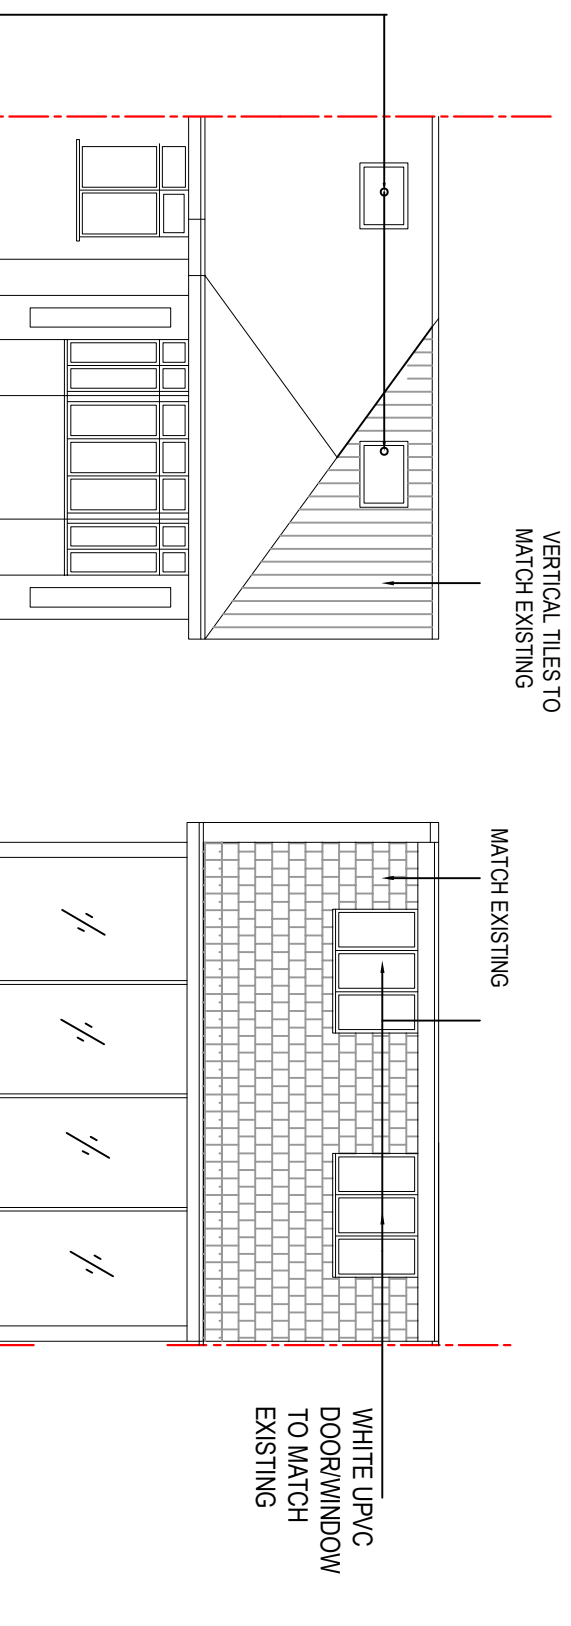 VERTICAL TILES TO
MATCH EXISTING
MATCH EXISTING
WHITE UPVC
DOOR/WINDOW
TO MATCH
EXISTING